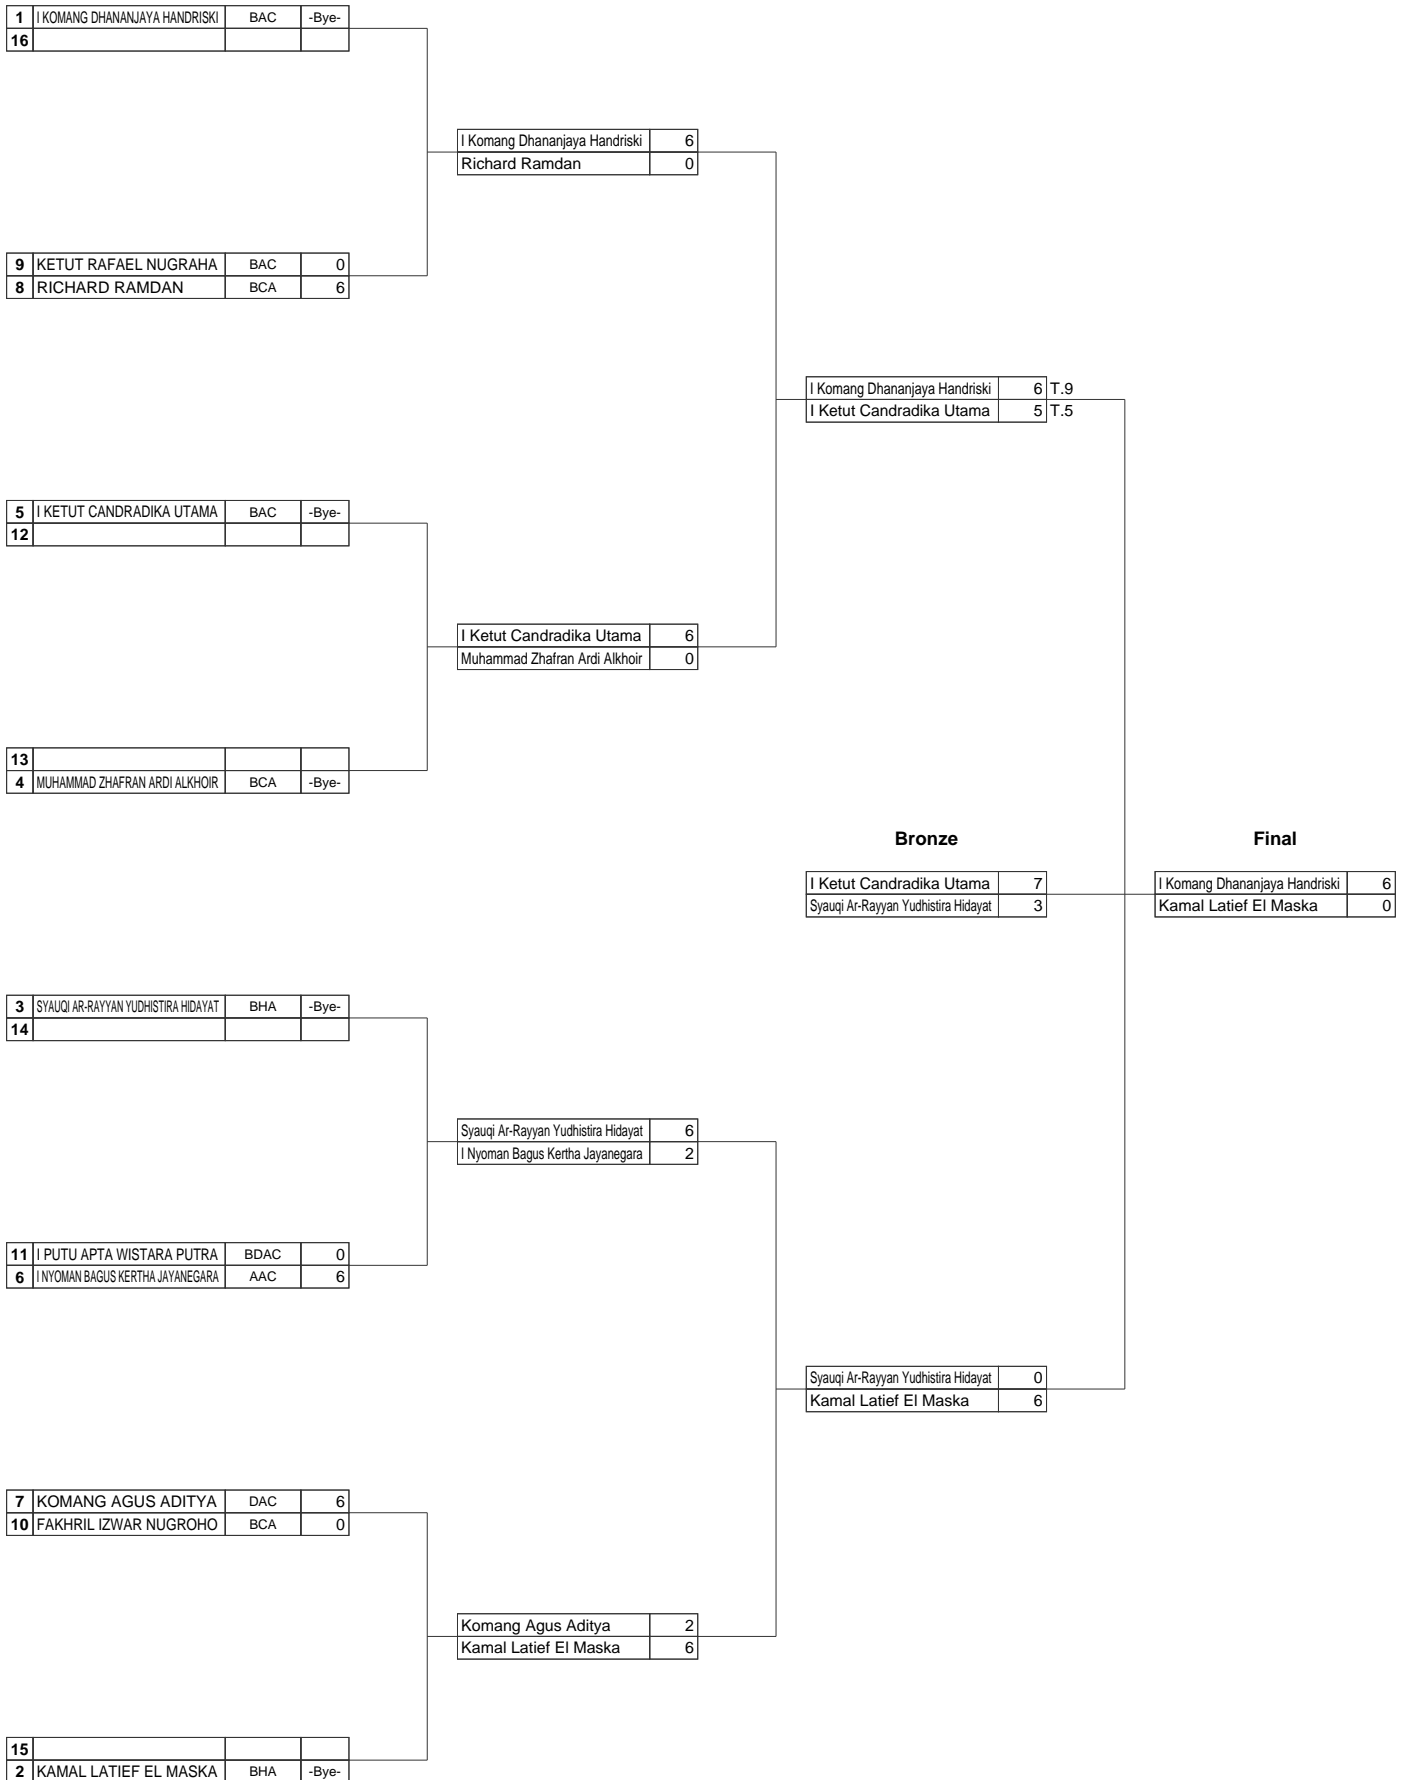 1 I KOMANG DHANANJAYA HANDRISKI BAC -Bye-
16
I Komang Dhananjaya Handriski 6
Richard Ramdan 0
9 KETUT RAFAEL NUGRAHA BAC 0
8 RICHARD RAMDAN BCA 6
I Komang Dhananjaya Handriski 6 T.9
I Ketut Candradika Utama 5 T.5
5 I KETUT CANDRADIKA UTAMA BAC -Bye-
12
I Ketut Candradika Utama 6
Muhammad Zhafran Ardi Alkhoir 0
13
4 MUHAMMAD ZHAFRAN ARDI ALKHOIR BCA -Bye-
Bronze Final
I Ketut Candradika Utama 7 I Komang Dhananjaya Handriski 6
Syauqi Ar-Rayyan Yudhistira Hidayat 3 Kamal Latief El Maska 0
3 SYAUQI AR-RAYYAN YUDHISTIRA HIDAYAT BHA -Bye-
14
Syauqi Ar-Rayyan Yudhistira Hidayat 6
I Nyoman Bagus Kertha Jayanegara 2
11 I PUTU APTA WISTARA PUTRA BDAC 0
6 I NYOMAN BAGUS KERTHA JAYANEGARA AAC 6
Syauqi Ar-Rayyan Yudhistira Hidayat 0
Kamal Latief El Maska 6
7 KOMANG AGUS ADITYA DAC 6
10 FAKHRIL IZWAR NUGROHO BCA 0
Komang Agus Aditya 2
Kamal Latief El Maska 6
15
2 KAMAL LATIEF EL MASKA BHA -Bye-